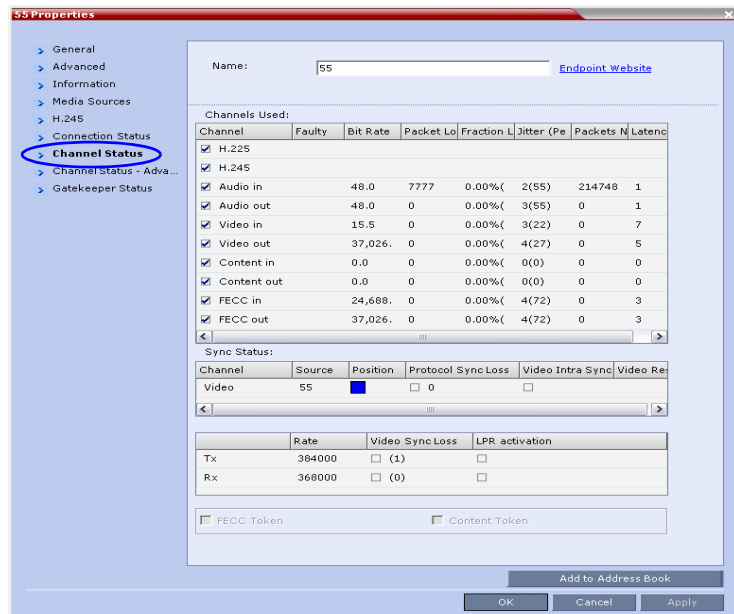 55 Properties
General
Advanced
Information
Media Sources
H.245
Connection Status
Channel Status
Channel Status - Adva...
Gatekeeper Status
Name: 55 Endpoint Website
Channels Used:
Channel Faulty Bit Rate Packet Lo Fraction L Jitter (Pe Packets N Latenc
H.225
H.245
Audio in 48.0 7777 0.00%( 2(55) 214748 1
Audio out 48.0 0 0.00%( 3(55) 0 1
Video in 15.5 0 0.00%( 3(22) 0 7
Video out 37,026. 0 0.00%( 4(27) 0 5
Content in 0.0 0 0.00%( 0(0) 0 0
Content out 0.0 0 0.00%( 0(0) 0 0
FECC in 24,688. 0 0.00%( 4(72) 0 3
FECC out 37,026. 0 0.00%( 4(72) 0 3
Sync Status:
Channel Source Position Protocol Sync Loss Video Intra Sync Video Re
Video 55 0
Rate Video Sync Loss LPR activation
Tx 384000 (1)
Rx 368000 (0)
FECC Token Content Token
Add to Address Book
OK Cancel Apply